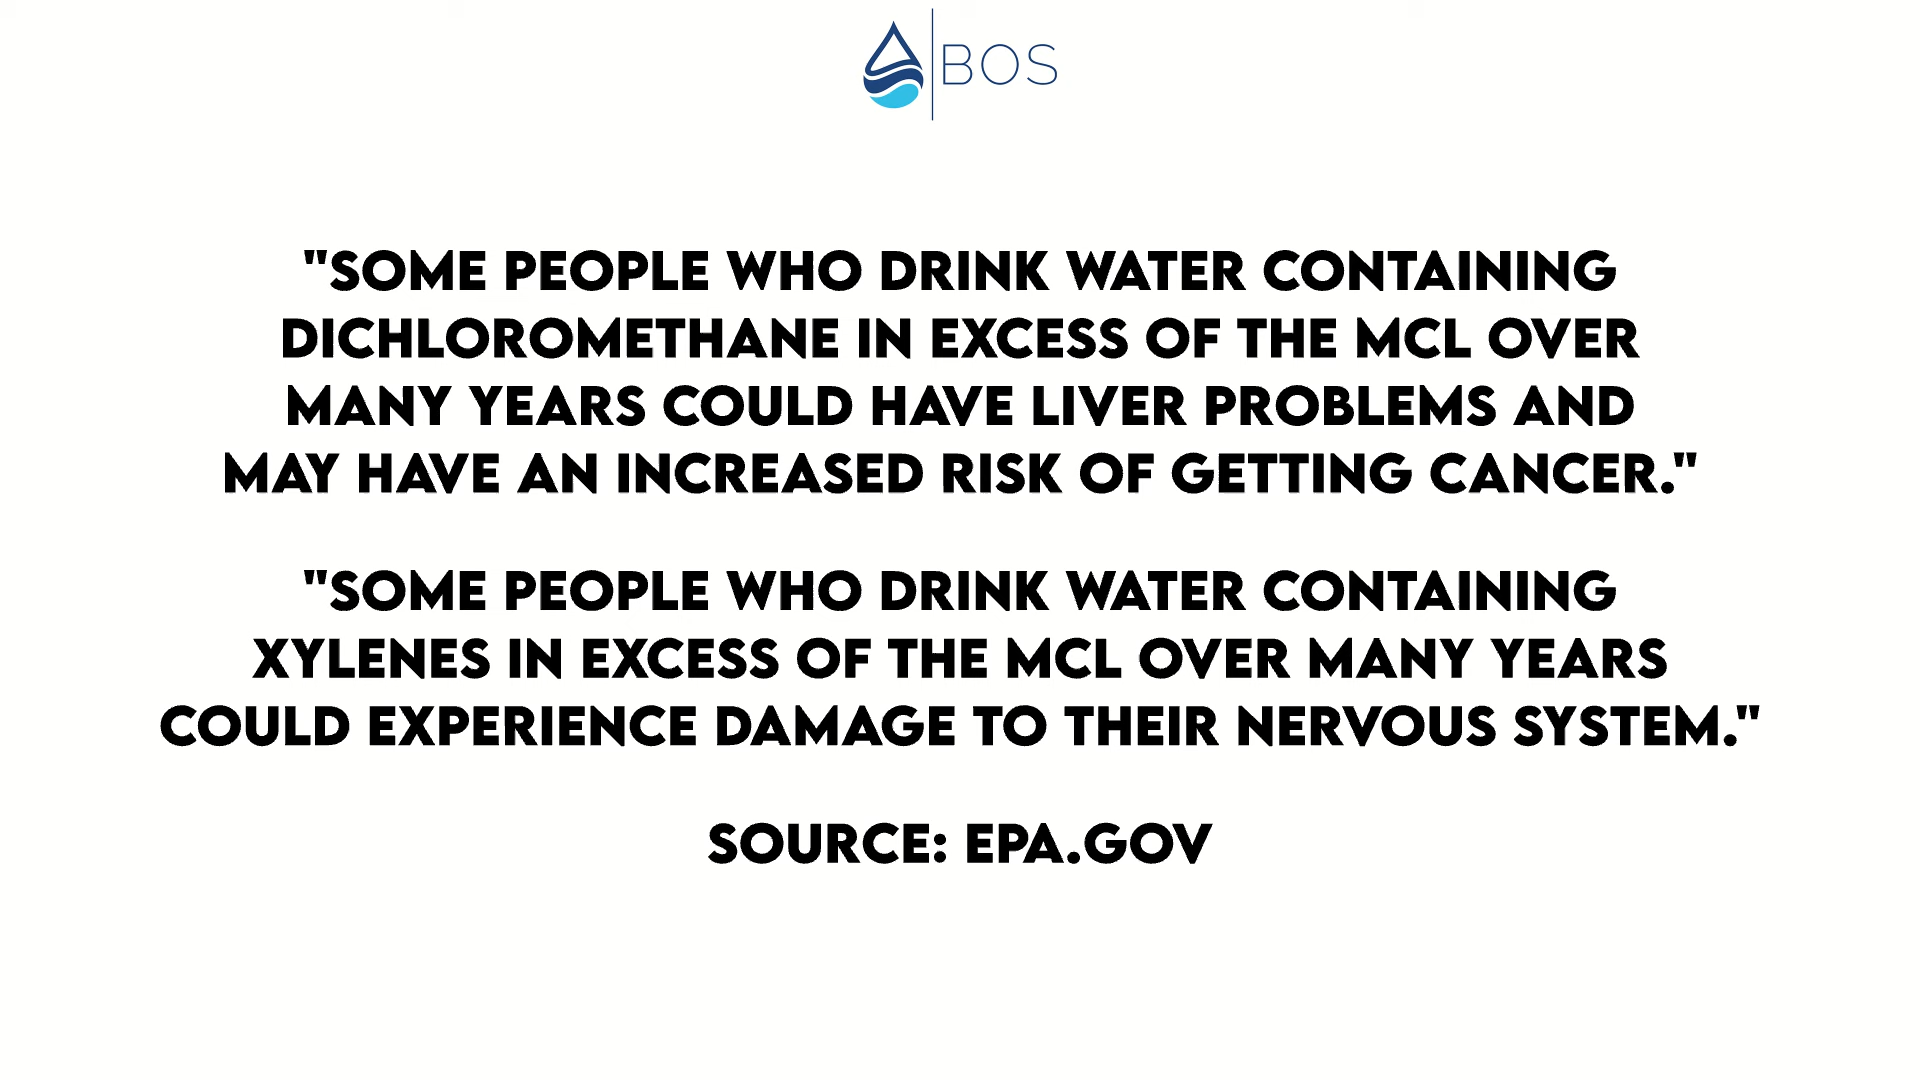 BOS
"SOME PEOPLE WHO DRINK WATER CONTAINING
DICHLOROMETHANE IN EXCESS OF THE MCL OVER
MANY YEARS COULD HAVE LIVER PROBLEMS AND
MAY HAVE AN INCREASED RISK OF GETTING CANCER."
"SOME PEOPLE WHO DRINK WATER CONTAINING
XYLENES IN EXCESS OF THE MCL OVER MANY YEARS
COULD EXPERIENCE DAMAGE TO THEIR NERVOUS SYSTEM."
SOURCE: EPA.GOV